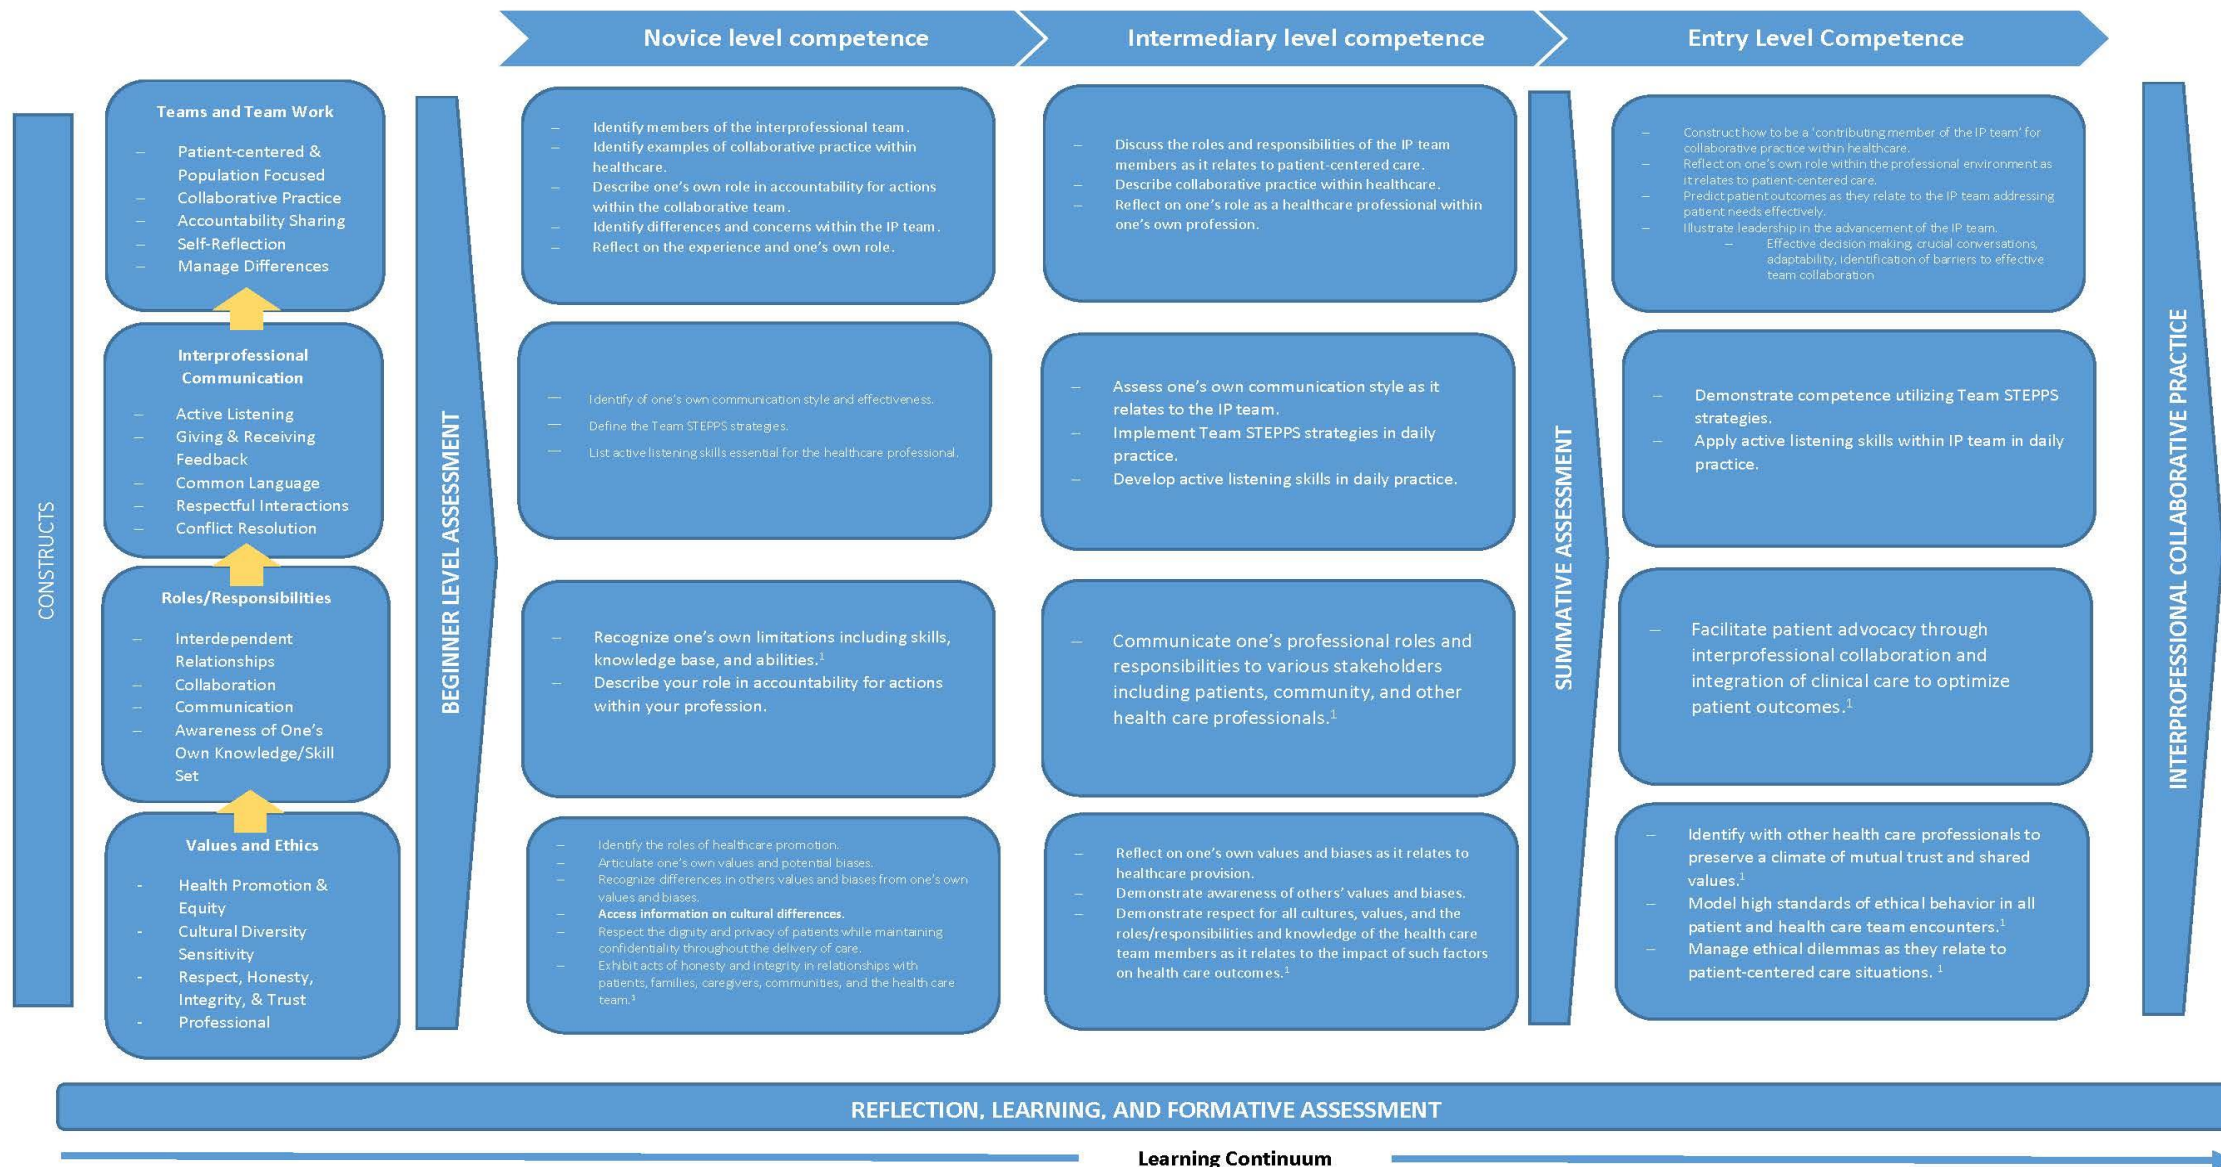 Novice level competence
Intermediary level competence
Entry Level Competence
CONSTRUCTS
Teams and Team Work
– Patient-centered &
Population Focused
– Collaborative Practice
– Accountability Sharing
– Self-Reflection
– Manage Differences
Interprofessional
Communication
– Active Listening
– Giving & Receiving
Feedback
– Common Language
– Respectful Interactions
– Conflict Resolution
Roles/Responsibilities
– Interdependent
Relationships
– Collaboration
– Communication
– Awareness of One's
Own Knowledge/Skill
Set
Values and Ethics
- Health Promotion &
Equity
- Cultural Diversity
Sensitivity
- Respect, Honesty,
Integrity, & Trust
- Professional
BEGINNER LEVEL ASSESSMENT
– Identify members of the interprofessional team.
– Identify examples of collaborative practice within
healthcare.
– Describe one's own role in accountability for actions
within the collaborative team.
– Identify differences and concerns within the IP team.
– Reflect on the experience and one's own role.
— Identify of one's own communication style and effectiveness.
— Define the Team STEPPS strategies.
— List active listening skills essential for the healthcare professional.
– Recognize one's own limitations including skills,
knowledge base, and abilities.¹
– Describe your role in accountability for actions
within your profession.
– Identify the roles of healthcare promotion.
– Articulate one's own values and potential biases.
– Recognize differences in others values and biases from one's own
values and biases.
– Access information on cultural differences.
– Respect the dignity and privacy of patients while maintaining
confidentiality throughout the delivery of care.
– Exhibit acts of honesty and integrity in relationships with
patients, families, caregivers, communities, and the health care
team.¹
– Discuss the roles and responsibilities of the IP team
members as it relates to patient-centered care.
– Describe collaborative practice within healthcare.
– Reflect on one's role as a healthcare professional within
one's own profession.
– Assess one's own communication style as it
relates to the IP team.
– Implement Team STEPPS strategies in daily
practice.
– Develop active listening skills in daily practice.
– Communicate one's professional roles and
responsibilities to various stakeholders
including patients, community, and other
health care professionals.¹
– Reflect on one's own values and biases as it relates to
healthcare provision.
– Demonstrate awareness of others' values and biases.
– Demonstrate respect for all cultures, values, and the
roles/responsibilities and knowledge of the health care
team members as it relates to the impact of such factors
on health care outcomes.¹
SUMMATIVE ASSESSMENT
– Construct how to be a 'contributing member of the IP team' for
collaborative practice within healthcare.
– Reflect on one's own role within the professional environment as
it relates to patient-centered care.
– Predict patient outcomes as they relate to the IP team addressing
patient needs effectively.
– Illustrate leadership in the advancement of the IP team.
– Effective decision making, crucial conversations,
adaptability, identification of barriers to effective
team collaboration
– Demonstrate competence utilizing Team STEPPS
strategies.
– Apply active listening skills within IP team in daily
practice.
– Facilitate patient advocacy through
interprofessional collaboration and
integration of clinical care to optimize
patient outcomes.¹
– Identify with other health care professionals to
preserve a climate of mutual trust and shared
values.¹
– Model high standards of ethical behavior in all
patient and health care team encounters.¹
– Manage ethical dilemmas as they relate to
patient-centered care situations. ¹
INTERPROFESSIONAL COLLABORATIVE PRACTICE
REFLECTION, LEARNING, AND FORMATIVE ASSESSMENT
Learning Continuum